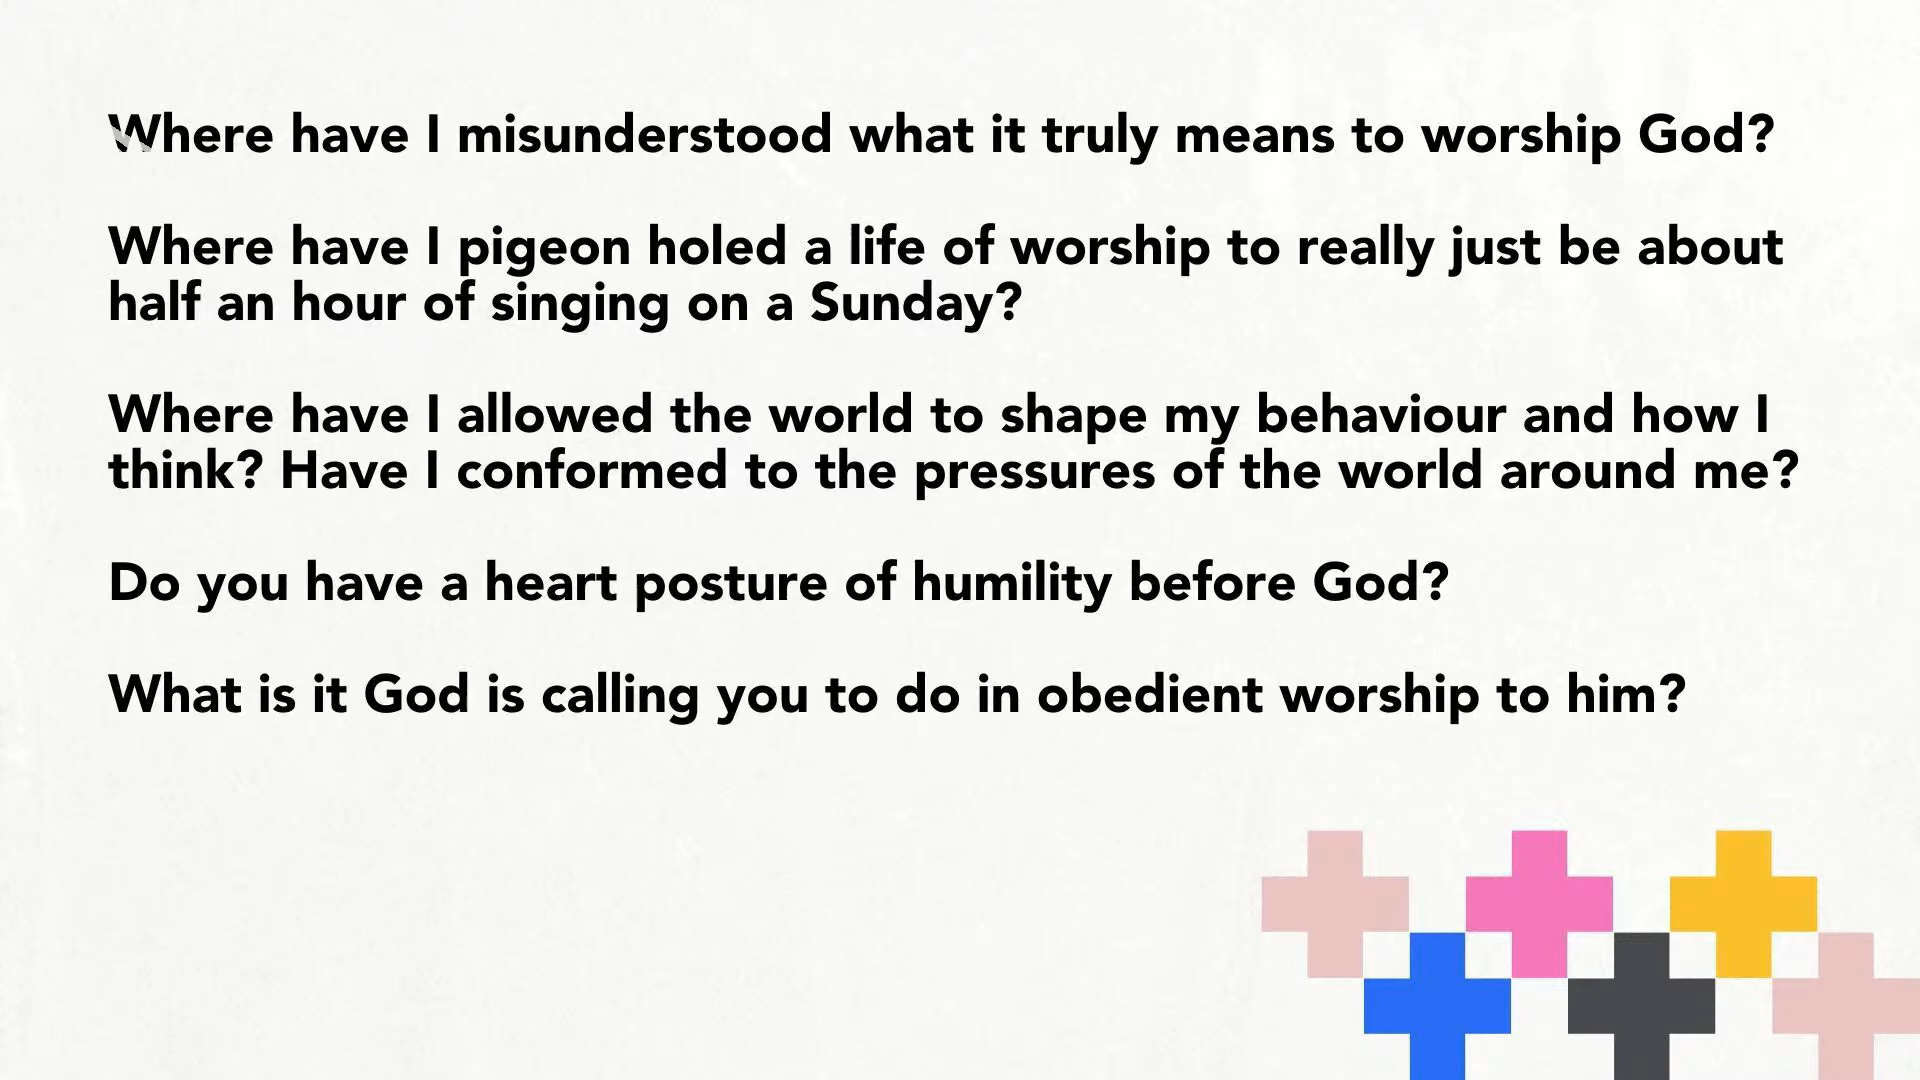 Where have I misunderstood what it truly means to worship God?
Where have I pigeon holed a life of worship to really just be about
half an hour of singing on a Sunday?
Where have I allowed the world to shape my behaviour and how I
think? Have I conformed to the pressures of the world around me?
Do you have a heart posture of humility before God?
What is it God is calling you to do in obedient worship to him?